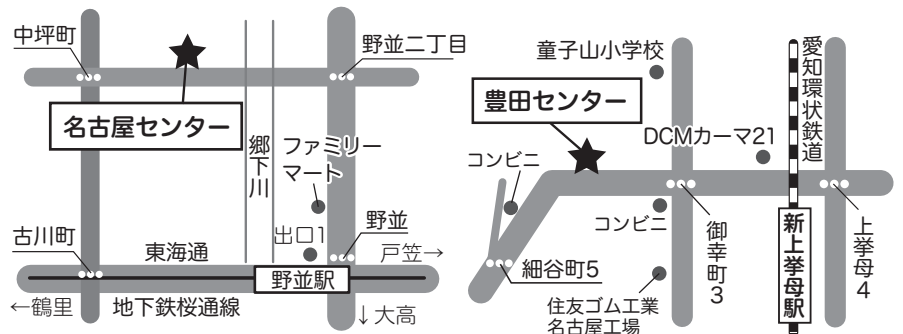 中坪町
野並二丁目
名古屋センター
郷下川
ファミリー
マート
古川町
東海通
出口1
野並
戸笠→
野並駅
←鶴里
地下鉄桜通線
↓大高
童子山小学校
愛知環状鉄道
豊田センター
DCMカーマ21
コンビニ
コンビニ
細谷町5
御幸町3
新上挙母駅
上挙母4
住友ゴム工業
名古屋工場